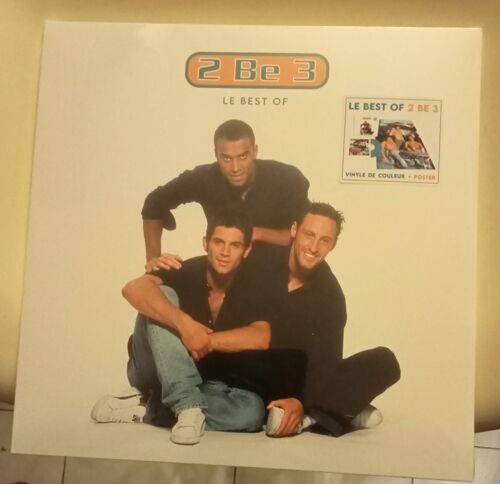 2 Be 3
LE BEST OF
LE BEST OF 2 BE 3
VINYLE DE COULEUR + POSTER